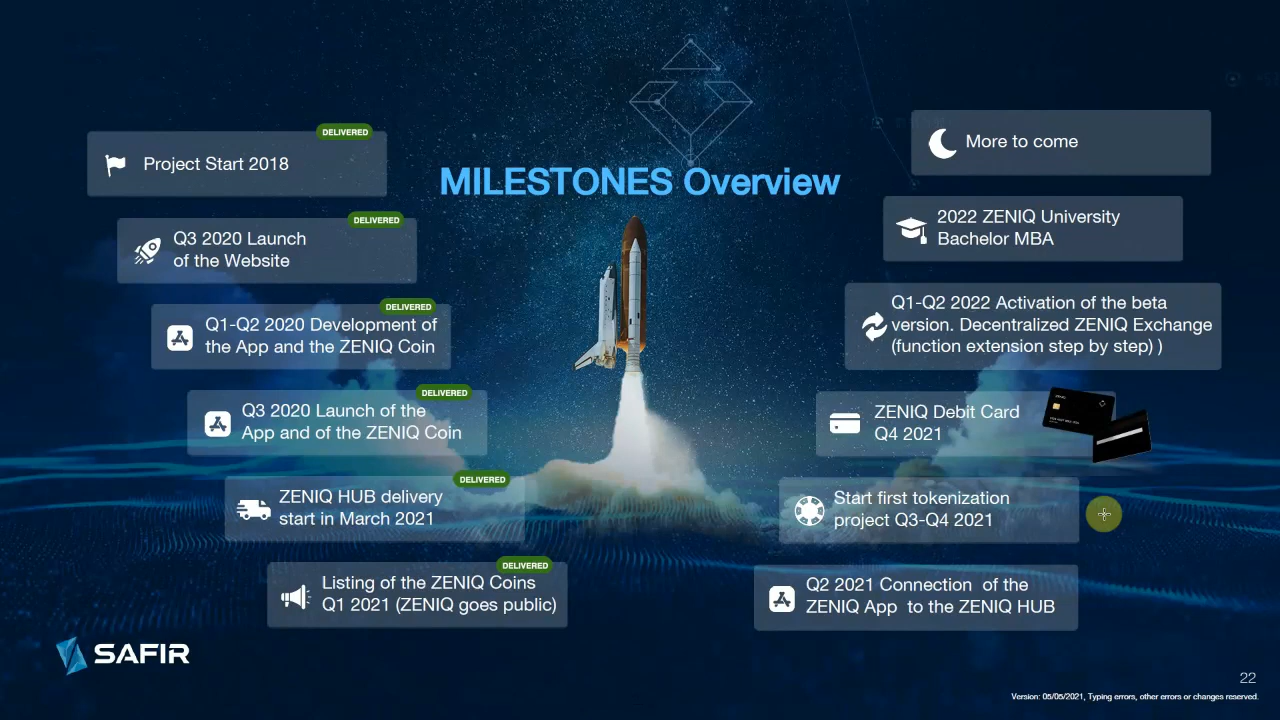 MILESTONES Overview
DELIVERED
Project Start 2018
DELIVERED
Q3 2020 Launch
of the Website
DELIVERED
Q1-Q2 2020 Development of
the App and the ZENIQ Coin
DELIVERED
Q3 2020 Launch of the
App and of the ZENIQ Coin
DELIVERED
ZENIQ HUB delivery
start in March 2021
DELIVERED
Listing of the ZENIQ Coins
Q1 2021 (ZENIQ goes public)
More to come
2022 ZENIQ University
Bachelor MBA
Q1-Q2 2022 Activation of the beta
version. Decentralized ZENIQ Exchange
(function extension step by step) )
ZENIQ Debit Card
Q4 2021
Start first tokenization
project Q3-Q4 2021
Q2 2021 Connection of the
ZENIQ App to the ZENIQ HUB
SAFIR
22
Version: 05/05/2021, Typing errors, other errors or changes reserved.